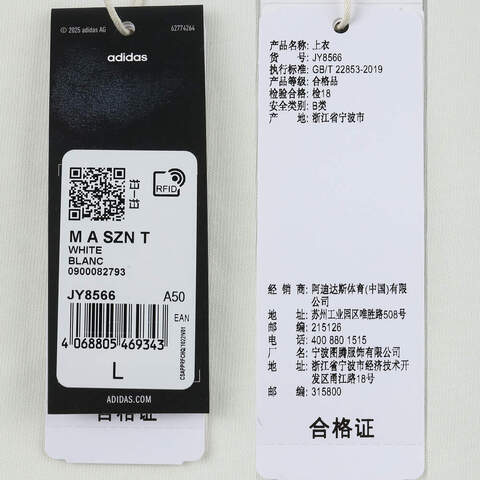 © 2025 adidas AG
62774264
adidas
RFID
M A SZN T
WHITE
BLANC
0900082793
JY8566 A50
EAN
4 068805 469343
L
ADIDAS.COM
合格证
产品名称: 上衣
货 号: JY8566
执行标准: GB/T 22853-2019
产品等级: 合格品
检验合格: 检18
安全类别: B类
产 地: 浙江省宁波市
经 销 商: 阿迪达斯体育(中国)有限
公司
地 址: 苏州工业园区唯胜路508号
邮 编: 215126
电 话: 400 880 1515
厂 名: 宁波图腾服饰有限公司
地 址: 浙江省宁波市经济技术开
发区甬江路18号
邮 编: 315800
合格证